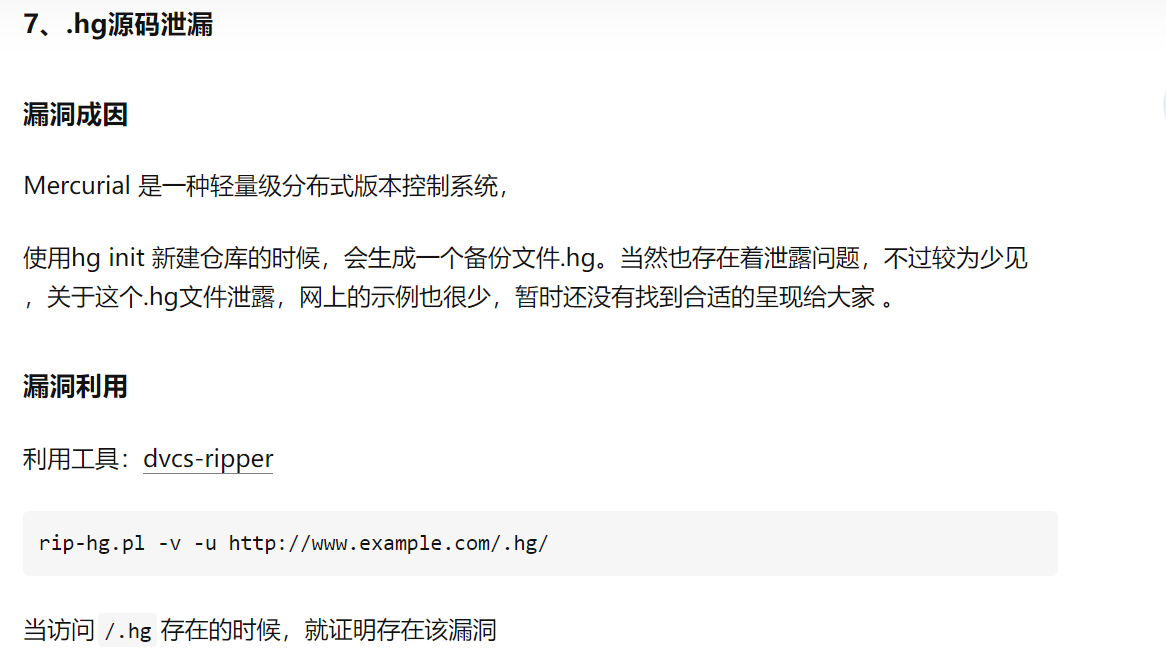 7、.hg源码泄漏
漏洞成因
Mercurial 是一种轻量级分布式版本控制系统，
使用hg init 新建仓库的时候，会生成一个备份文件.hg。当然也存在着泄露问题，不过较为少见
，关于这个.hg文件泄露，网上的示例也很少，暂时还没有找到合适的呈现给大家 。
漏洞利用
利用工具：dvcs-ripper
rip-hg.pl -v -u http://www.example.com/.hg/
当访问 /.hg 存在的时候，就证明存在该漏洞